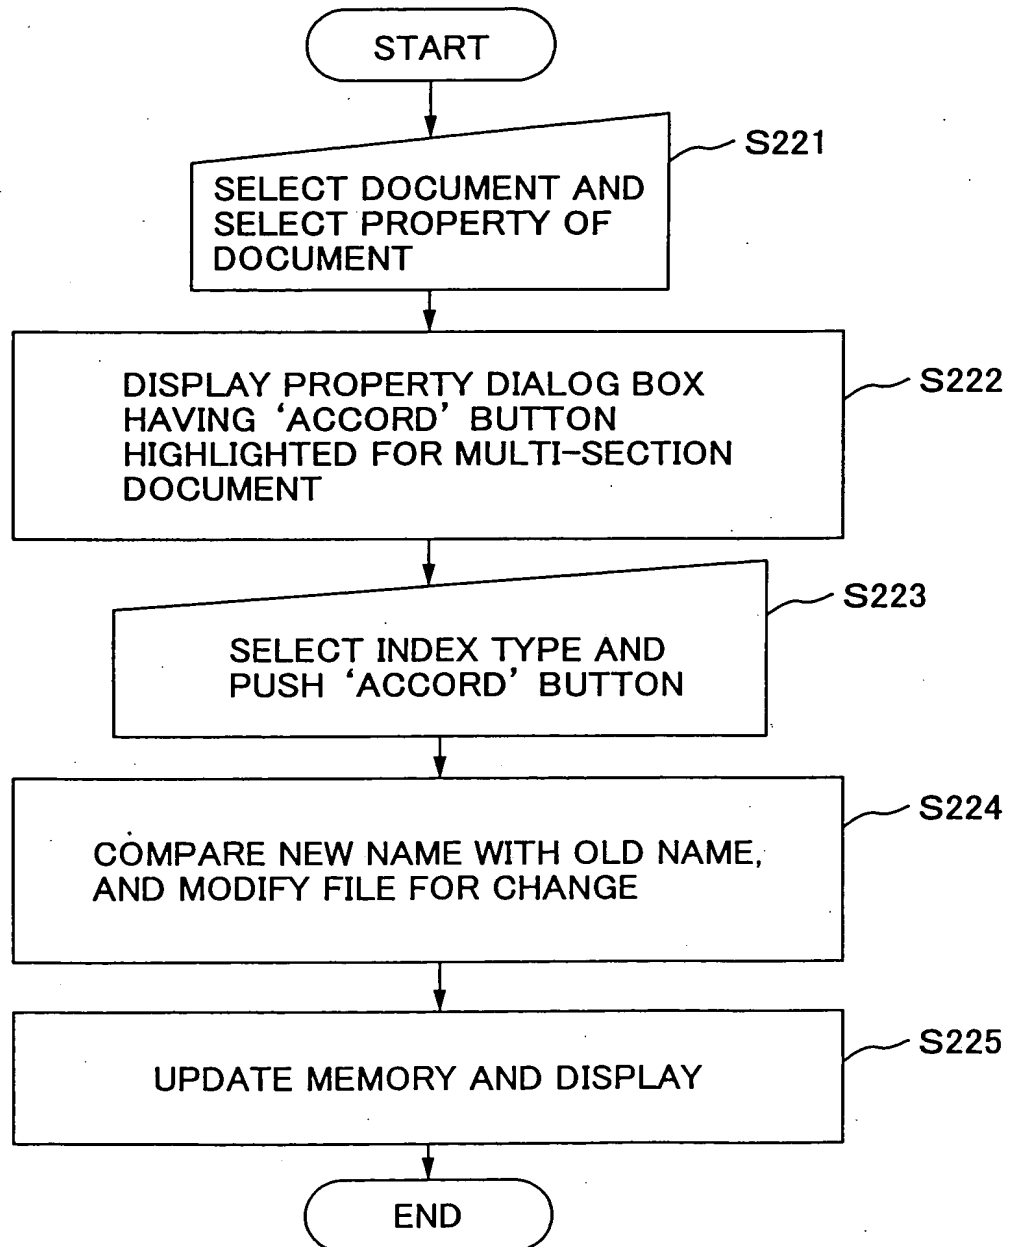 START
S221
SELECT DOCUMENT AND
SELECT PROPERTY OF
DOCUMENT
S222
DISPLAY PROPERTY DIALOG BOX
HAVING ‘ACCORD’ BUTTON
HIGHLIGHTED FOR MULTI-SECTION
DOCUMENT
S223
SELECT INDEX TYPE AND
PUSH ‘ACCORD’ BUTTON
S224
COMPARE NEW NAME WITH OLD NAME,
AND MODIFY FILE FOR CHANGE
S225
UPDATE MEMORY AND DISPLAY
END